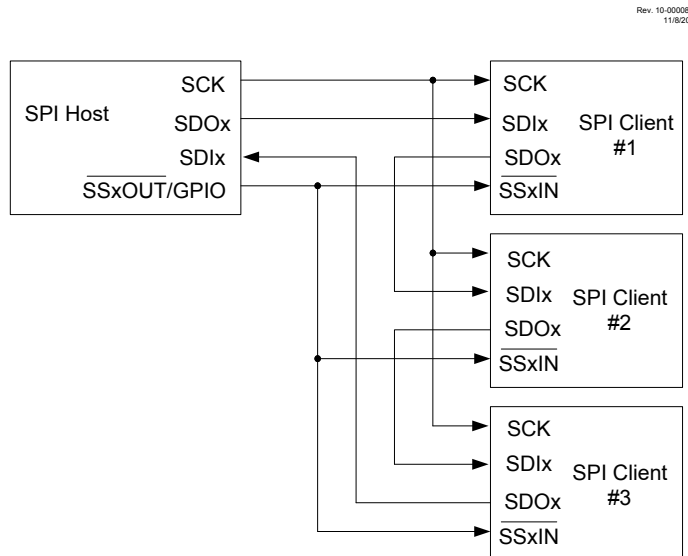 Rev. 10-00008
11/8/20
SPI Host
SCK
SDOx
SDIx
SSxOUT/GPIO
SCK
SDIx
SDOx
SSxIN
SPI Client
#1
SCK
SDIx
SDOx
SSxIN
SPI Client
#2
SCK
SDIx
SDOx
SSxIN
SPI Client
#3